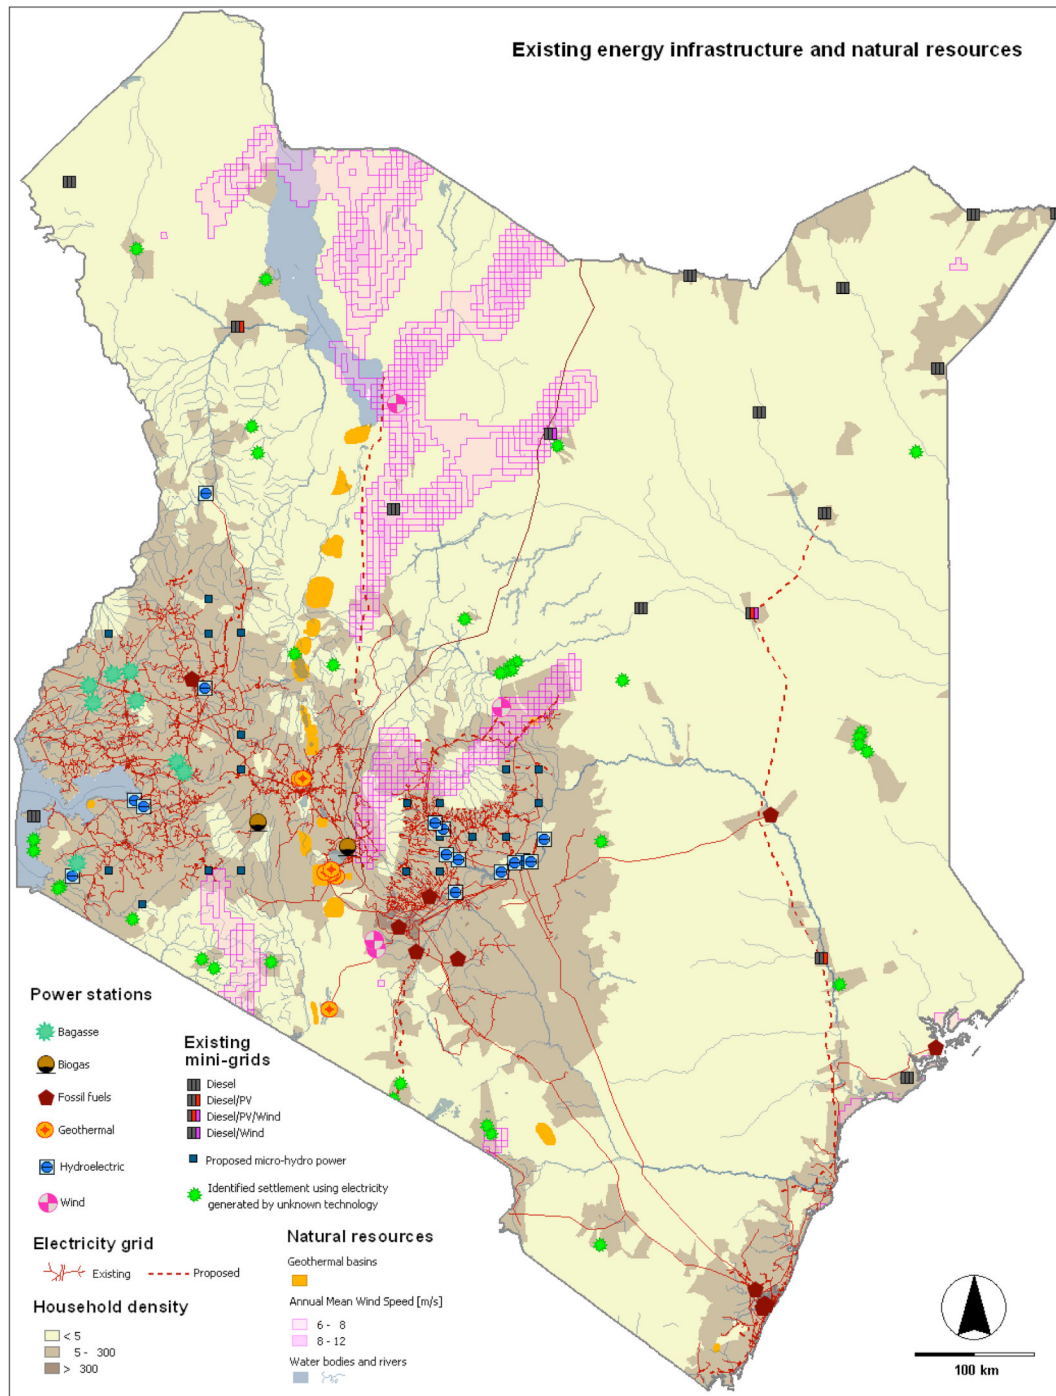 Existing energy infrastructure and natural resources
Power stations
Bagasse
Biogas
Fossil fuels
Geothermal
Hydroelectric
Wind
Existing
mini-grids
Diesel
Diesel/PV
Diesel/PV/Wind
Diesel/Wind
Proposed micro-hydro power
Identified settlement using electricity
generated by unknown technology
Electricity grid
Existing
Proposed
Household density
< 5
5 - 300
> 300
Natural resources
Geothermal basins
Annual Mean Wind Speed [m/s]
6 - 8
8 - 12
Water bodies and rivers
100 km